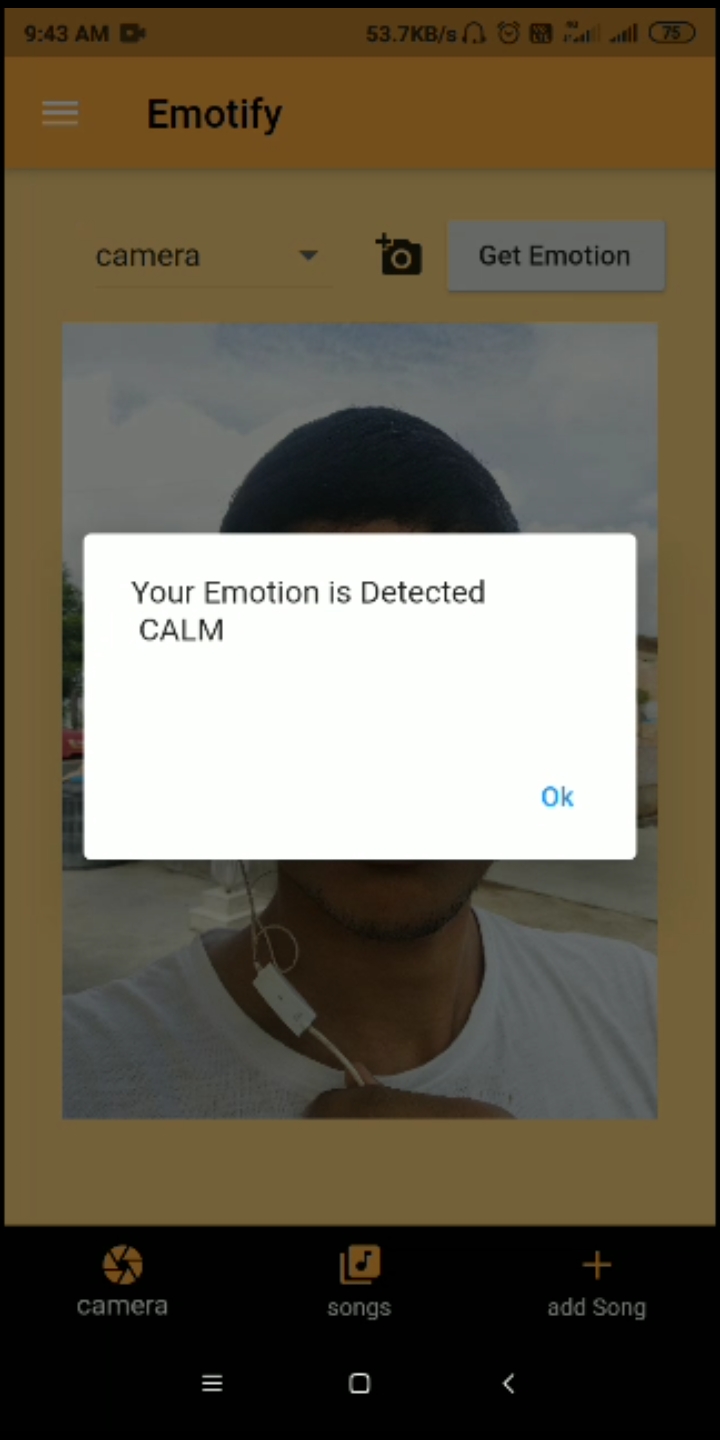 9:43 AM 53.7KB/s 75
Emotify
camera Get Emotion
Your Emotion is Detected
CALM
Ok
camera songs add Song